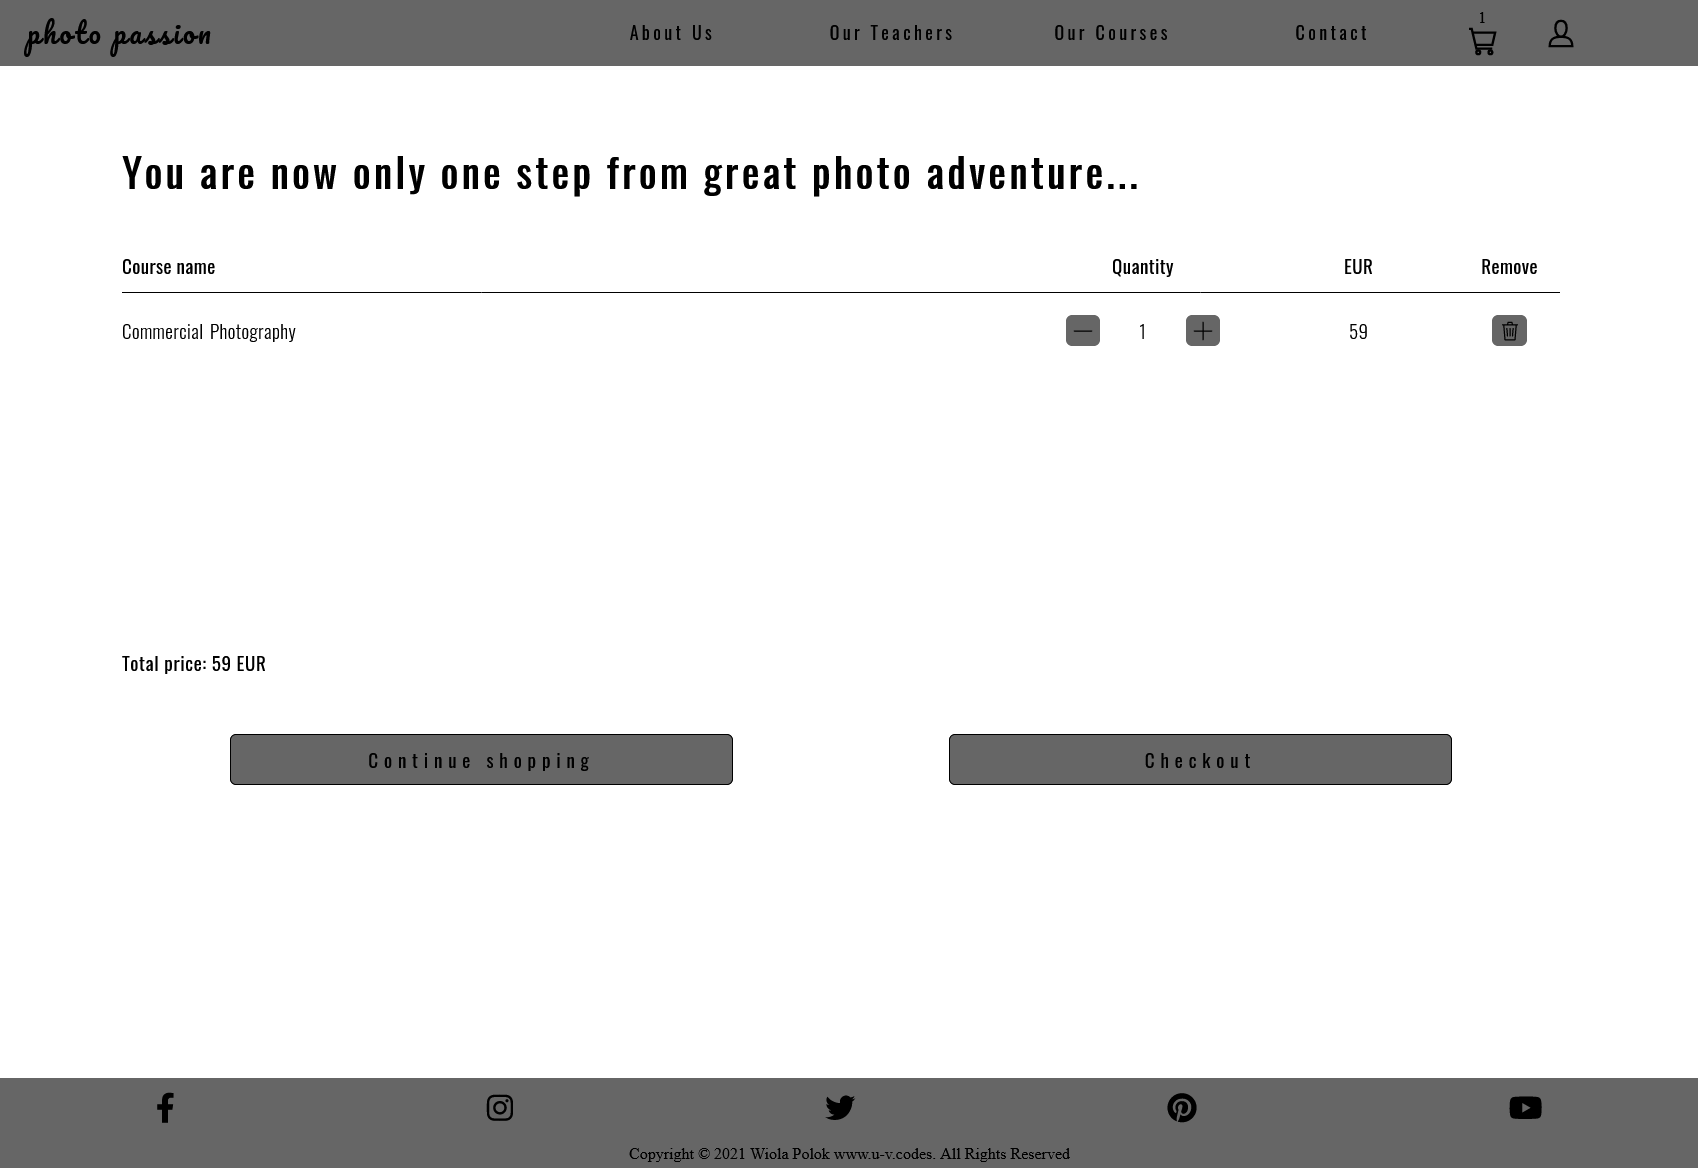 photo passion
About Us
Our Teachers
Our Courses
Contact
1
You are now only one step from great photo adventure...
Course name
Quantity
EUR
Remove
Commercial Photography
1
59
Total price: 59 EUR
Continue shopping
Checkout
Copyright © 2021 Wiola Polok www.u-v.codes. All Rights Reserved